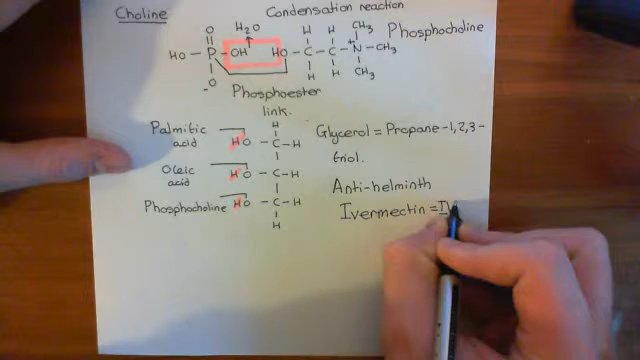 Choline
Condensation reaction
H2O
Phosphocholine
O H H CH3
HO-P-OH HO-C-C-N-CH3
O- H H CH3
Phosphoester
link.
Palmitic
acid
H
HO-C-H
Glycerol = Propane-1,2,3-
triol.
Oleic
acid
HO-C-H
Anti-helminth
Phosphocholine HO-C-H
H
Ivermectin = IV